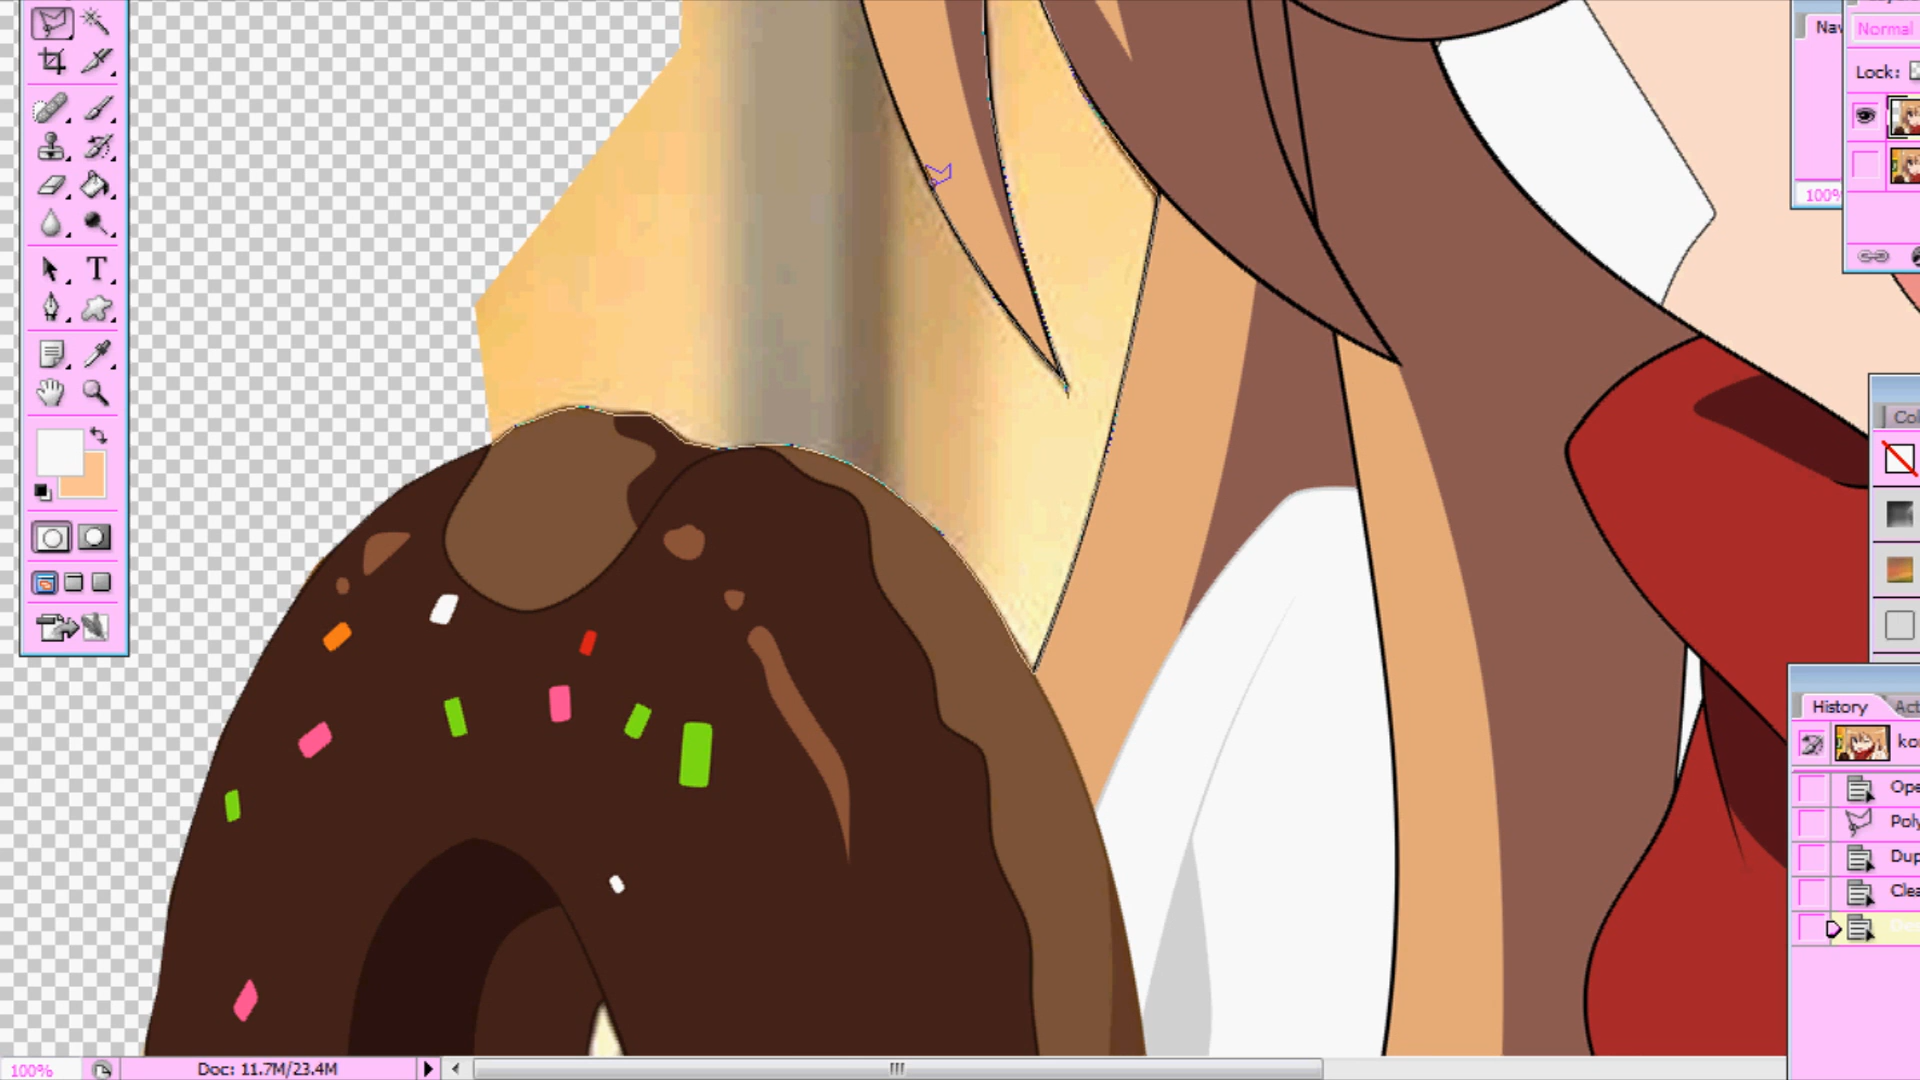 T
Nav
Normal
Lock:
100%
Col
History
Act
ko
Ope
Poly
Dup
Clea
100%
Doc: 11.7M/23.4M